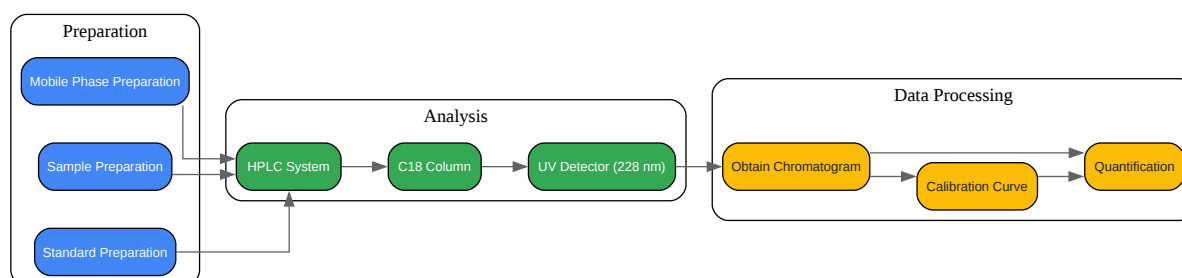 Preparation
Mobile Phase Preparation
Sample Preparation
Standard Preparation
Analysis
HPLC System
C18 Column
UV Detector (228 nm)
Data Processing
Obtain Chromatogram
Calibration Curve
Quantification